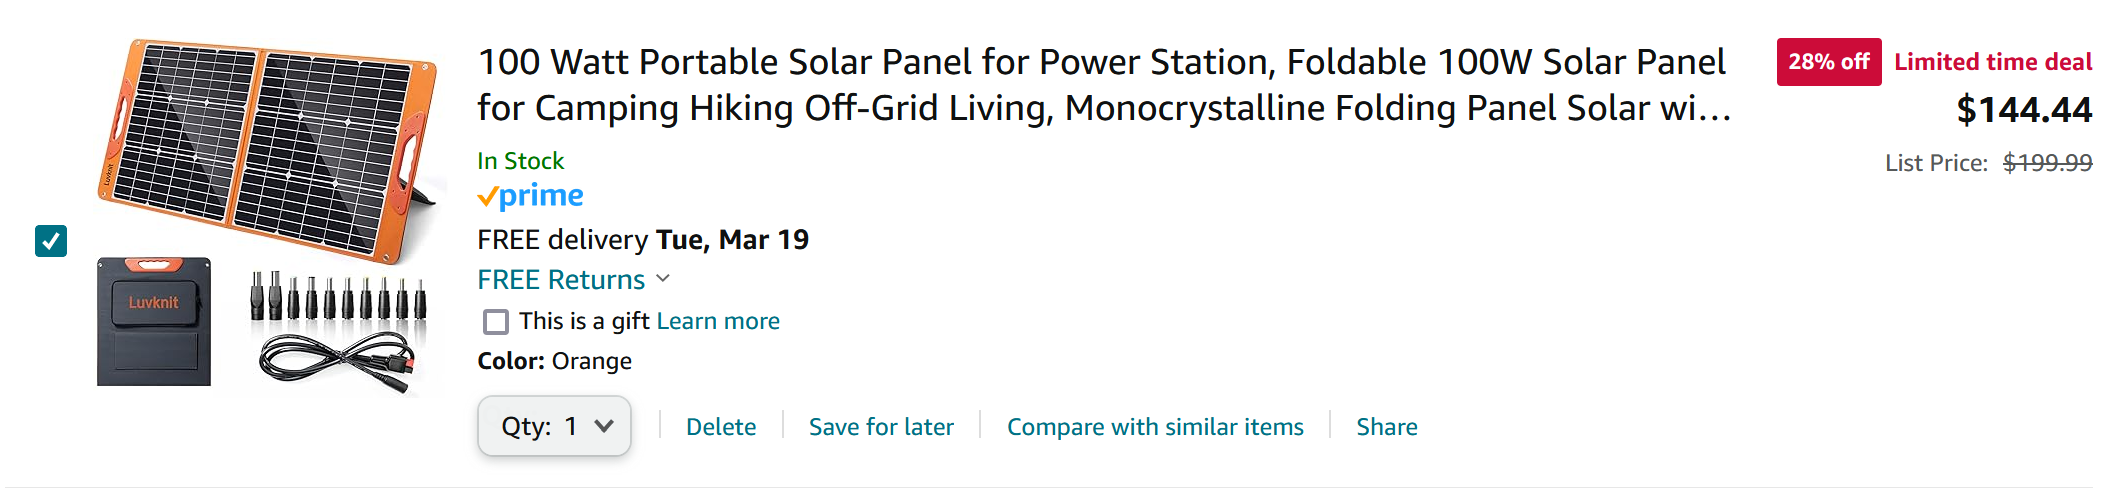 100 Watt Portable Solar Panel for Power Station, Foldable 100W Solar Panel
for Camping Hiking Off-Grid Living, Monocrystalline Folding Panel Solar wi...
28% off Limited time deal
$144.44
List Price: $199.99
In Stock
prime
FREE delivery Tue, Mar 19
FREE Returns
This is a gift Learn more
Color: Orange
Qty: 1
Delete
Save for later
Compare with similar items
Share
Luvknit
Luvknit